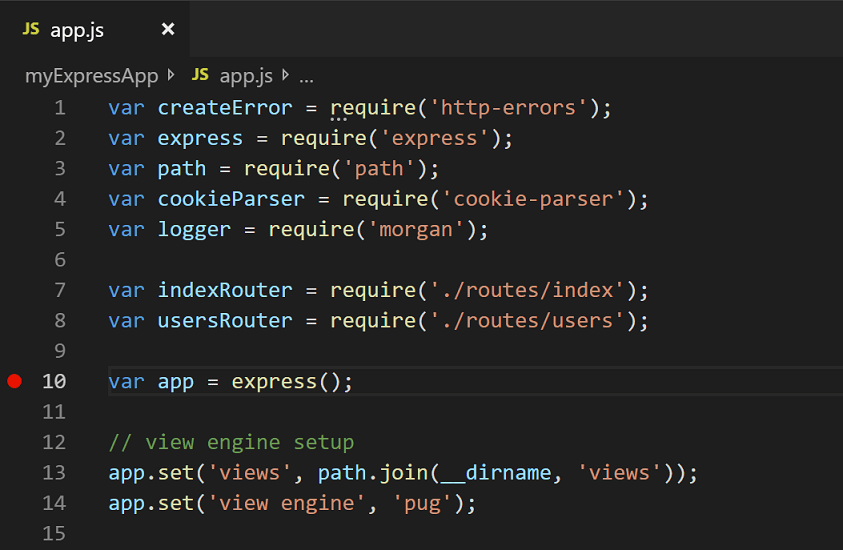 JS app.js ×
myExpressApp > JS app.js > ...
1 var createError = require('http-errors');
2 var express = require('express');
3 var path = require('path');
4 var cookieParser = require('cookie-parser');
5 var logger = require('morgan');
6
7 var indexRouter = require('./routes/index');
8 var usersRouter = require('./routes/users');
9
10 var app = express();
11
12 // view engine setup
13 app.set('views', path.join(__dirname, 'views'));
14 app.set('view engine', 'pug');
15